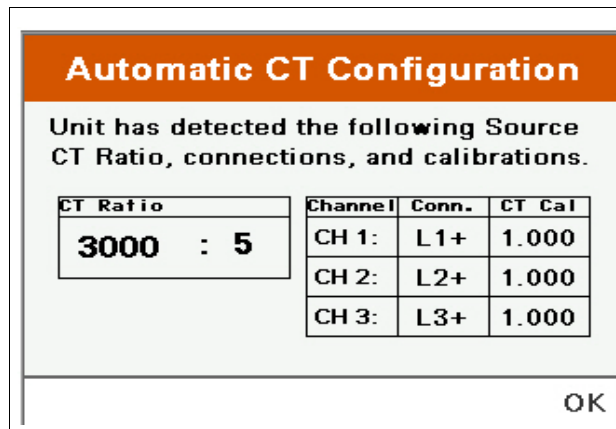 Automatic CT Configuration
Unit has detected the following Source
CT Ratio, connections, and calibrations.
CT Ratio
3000 : 5
Channel Conn. CT Cal
CH 1: L1+ 1.000
CH 2: L2+ 1.000
CH 3: L3+ 1.000
OK